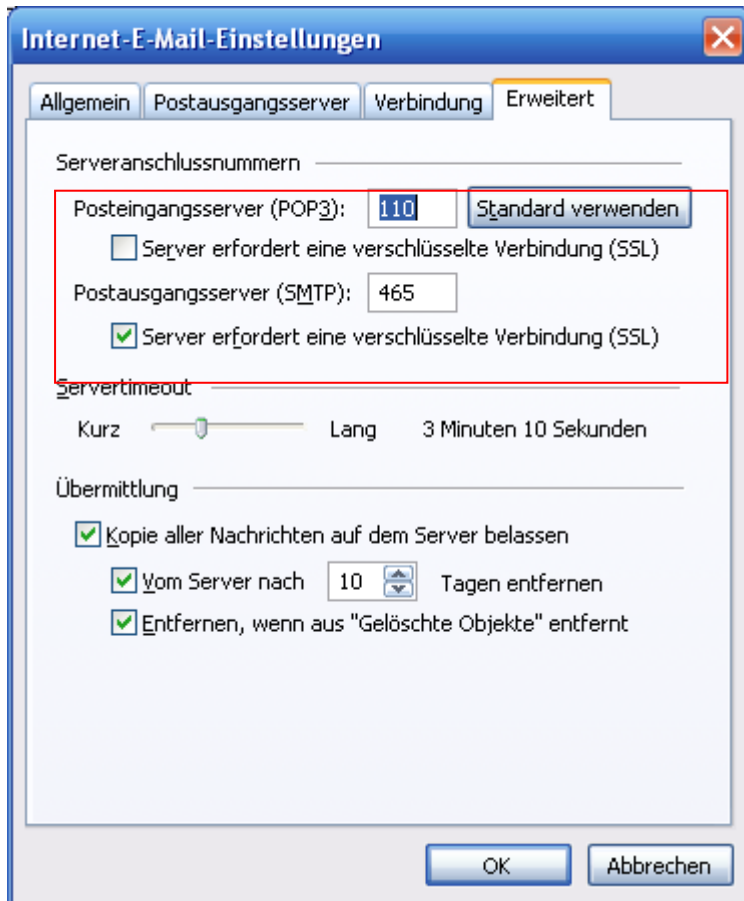 Internet-E-Mail-Einstellungen
Allgemein Postausgangsserver Verbindung Erweitert
Serveranschlussnummern
Posteingangsserver (POP3): 110 Standard verwenden
Server erfordert eine verschlüsselte Verbindung (SSL)
Postausgangsserver (SMTP): 465
Server erfordert eine verschlüsselte Verbindung (SSL)
Servertimeout
Kurz Lang 3 Minuten 10 Sekunden
Übermittlung
Kopie aller Nachrichten auf dem Server belassen
Vom Server nach 10 Tagen entfernen
Entfernen, wenn aus "Gelöschte Objekte" entfernt
OK Abbrechen